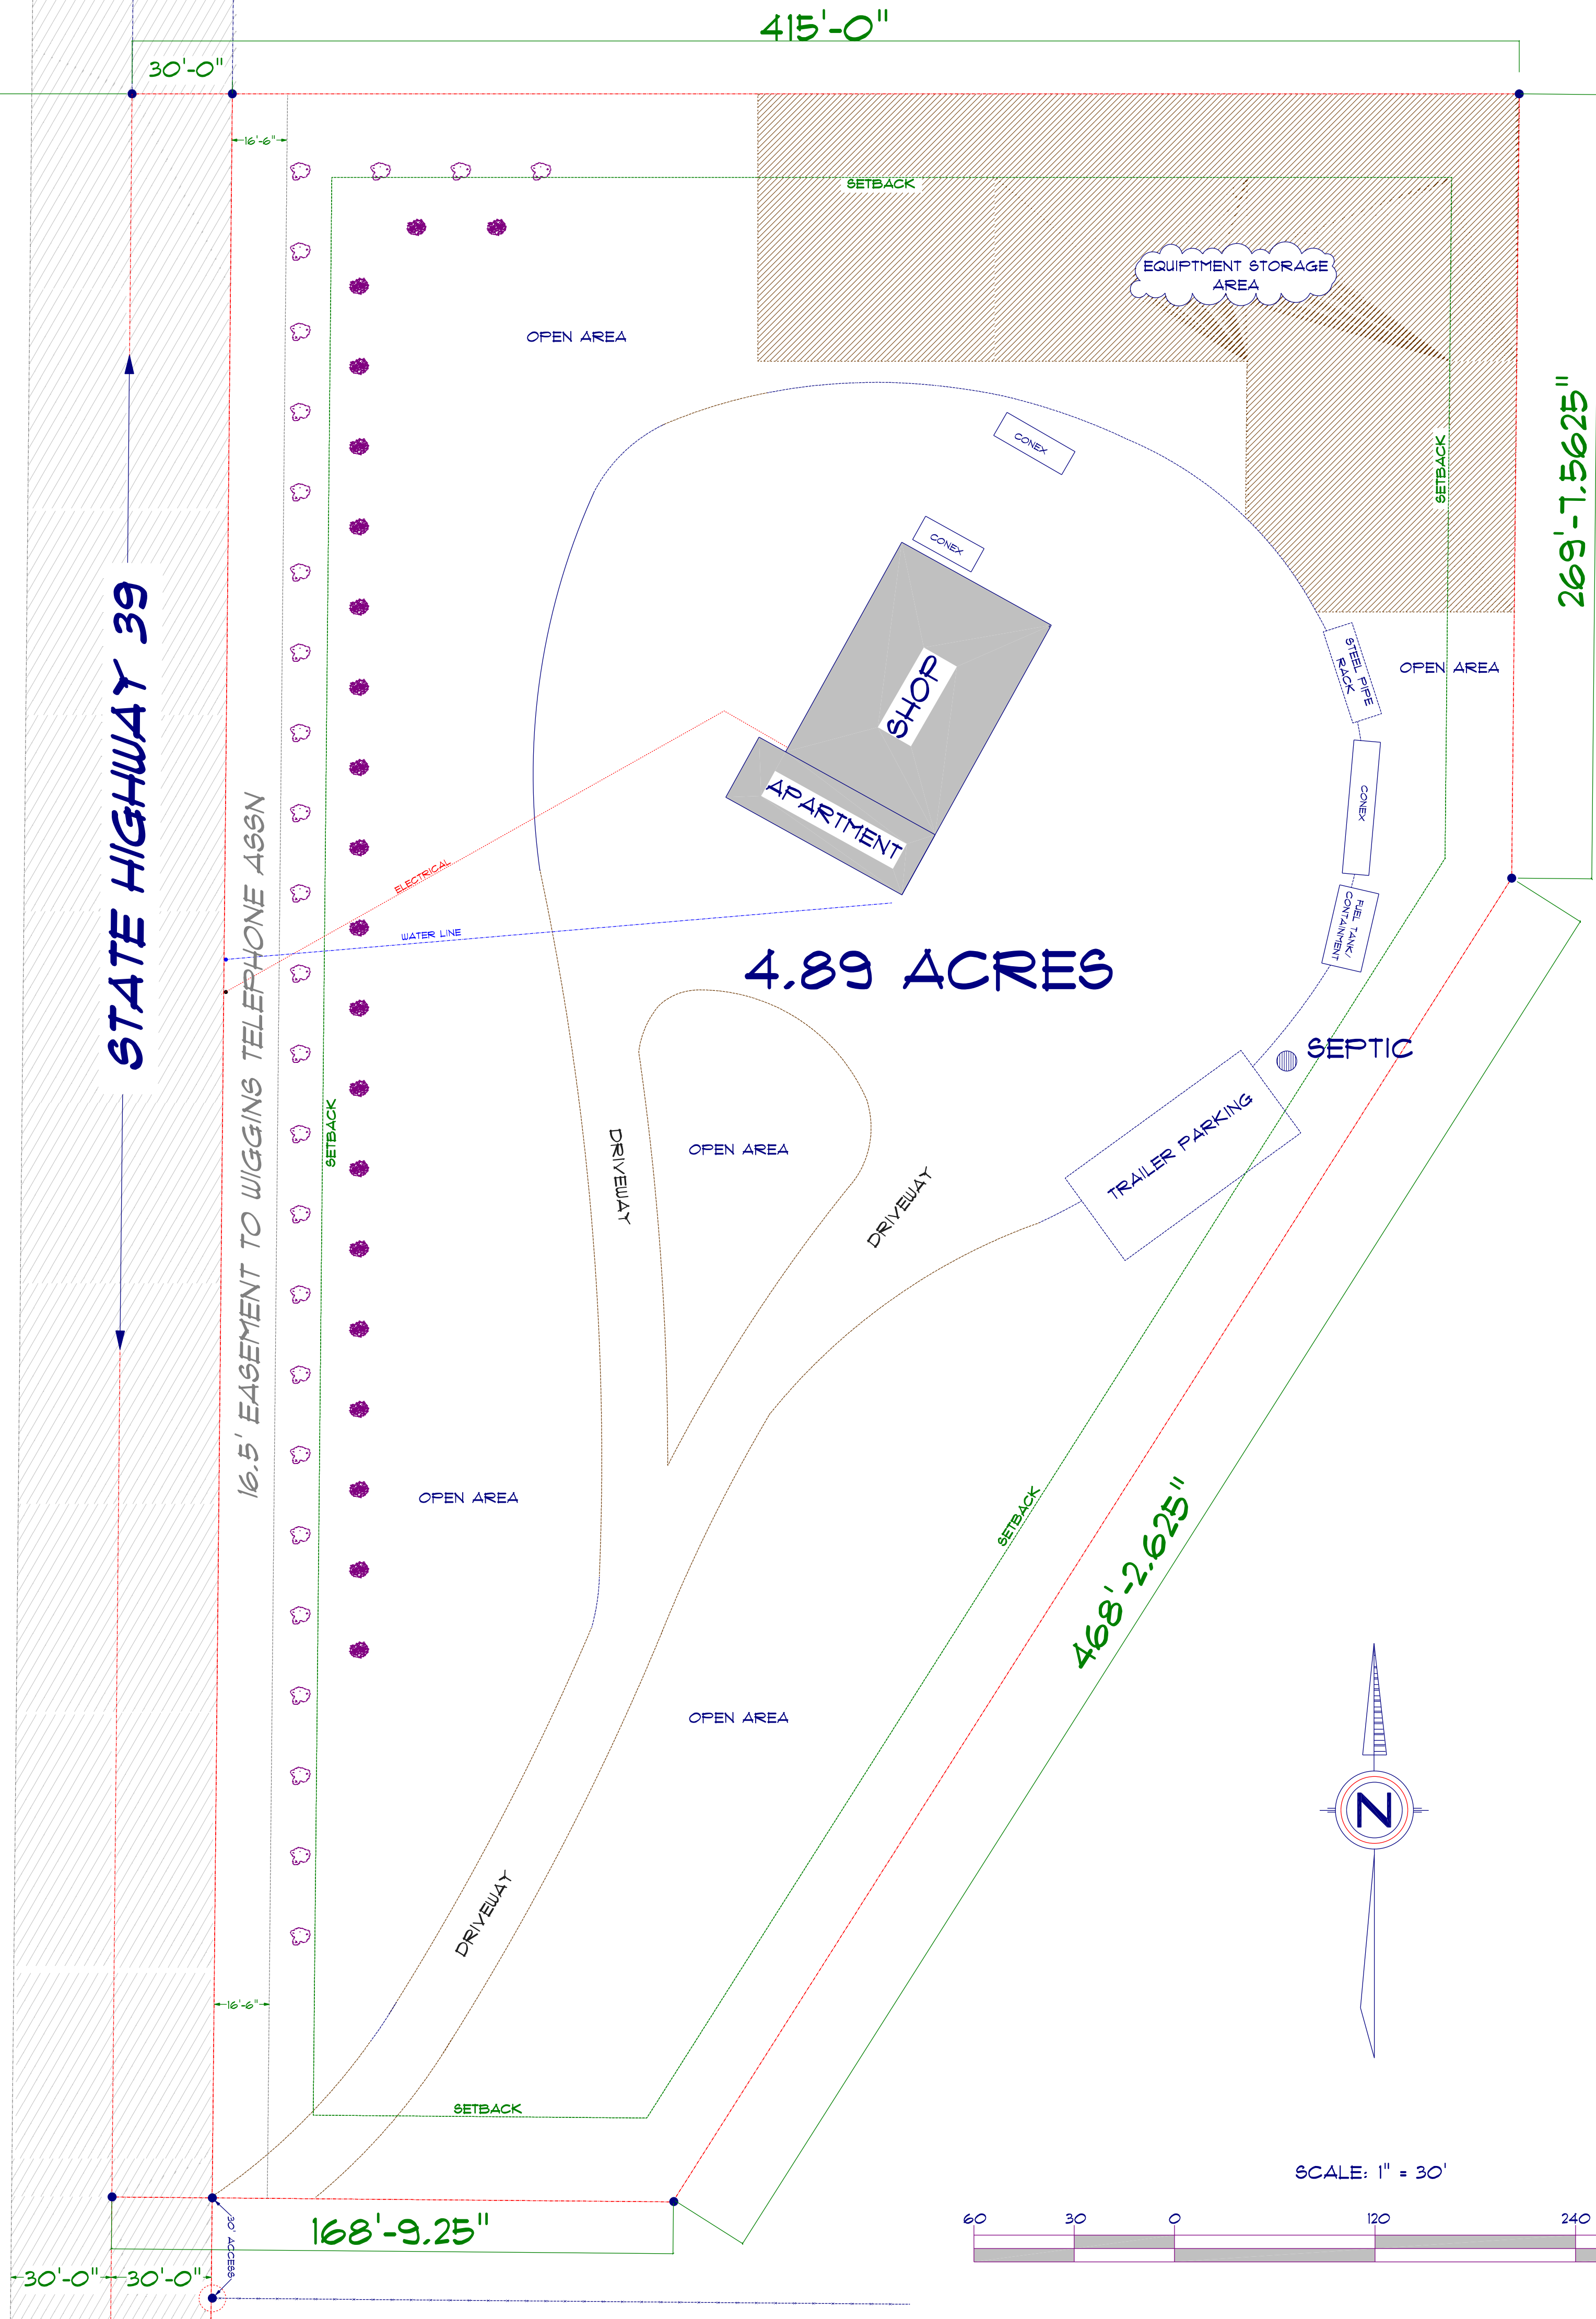 415'-0"
30'-0"
16'-6"
SETBACK
EQUIPTMENT STORAGE
AREA
OPEN AREA
CONEX
SETBACK
269'-7.5625"
CONEX
STATE HIGHWAY 39
SHOP
STEEL PIPE
RACK
OPEN AREA
APARTMENT
CONEX
16.5' EASEMENT TO WIGGINS TELEPHONE ASSN
ELECTRICAL
WATER LINE
FUEL TANK/
CONTAINMENT
4.89 ACRES
SEPTIC
SETBACK
DRIVEWAY
OPEN AREA
DRIVEWAY
TRAILER PARKING
OPEN AREA
SETBACK
468'-2.625"
OPEN AREA
N
DRIVEWAY
16'-6"
SETBACK
SCALE: 1" = 30'
168'-9.25"
30' ACCESS
60 30 0 120 240
30'-0" 30'-0"